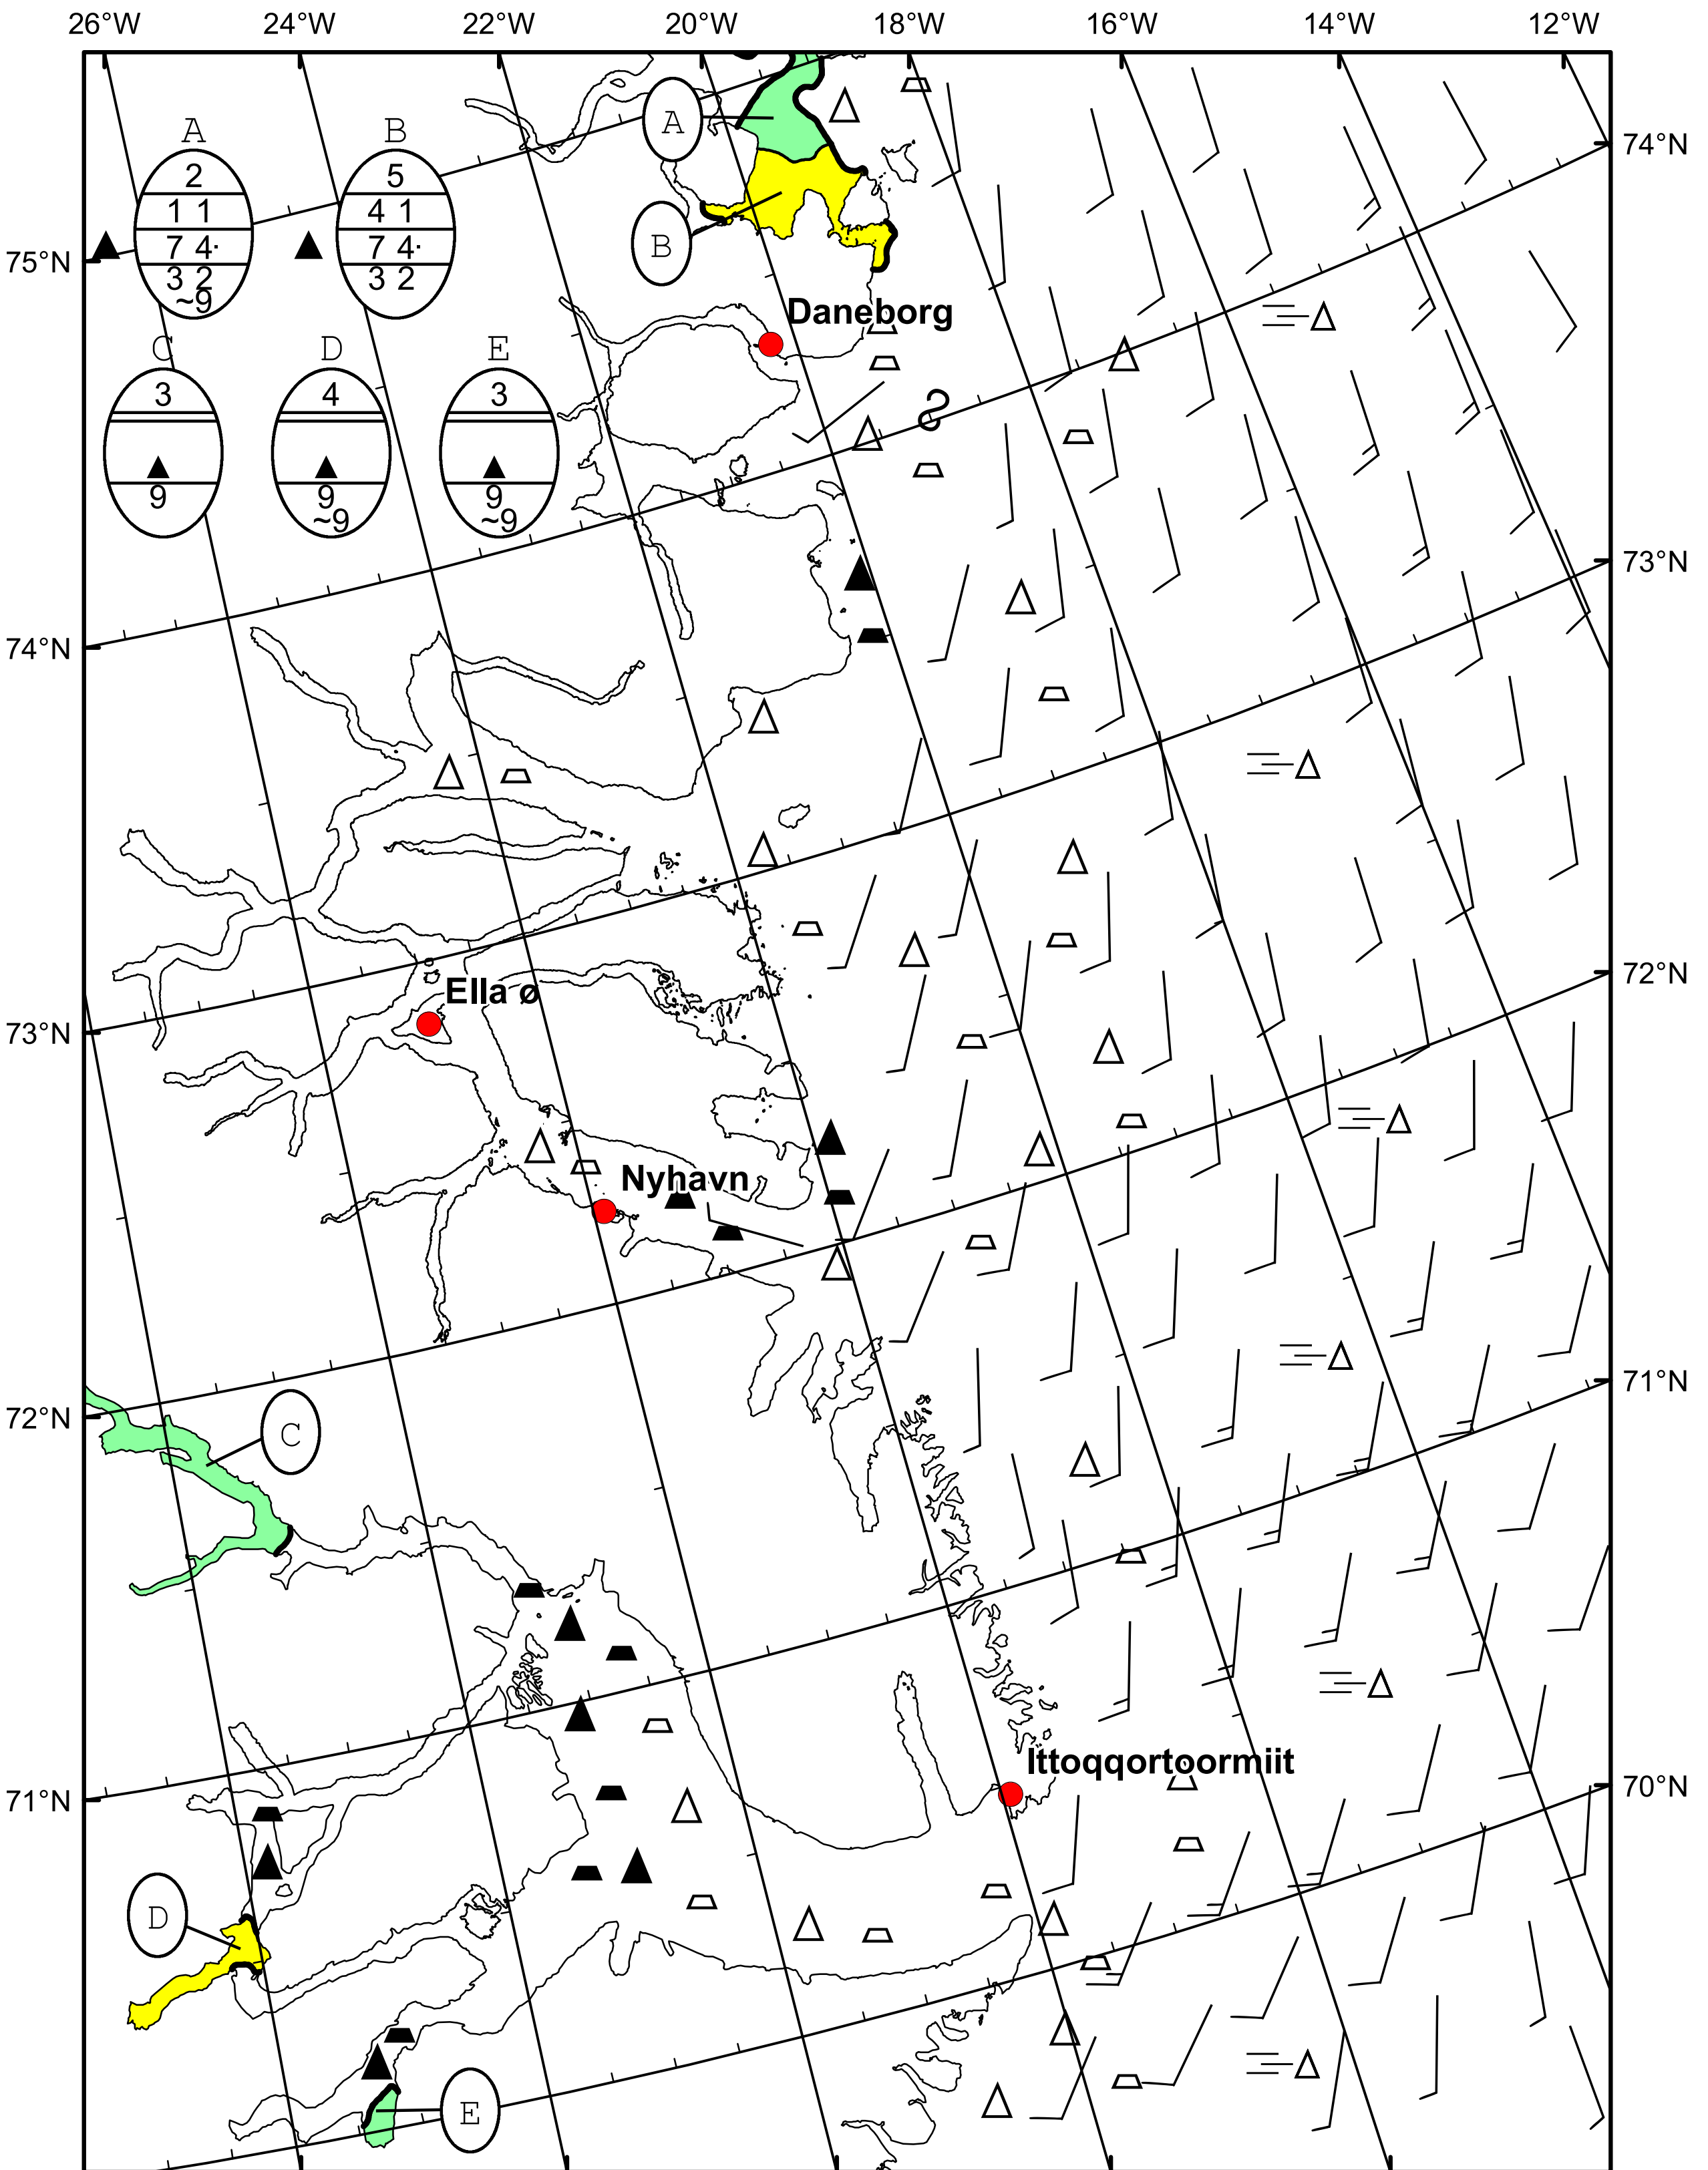 26°W 24°W 22°W 20°W 18°W 16°W 14°W 12°W
A
74°N
A B
2 5
1 1 4 1
7 4· 7 4·
3 2 3 2
~9
B
75°N
Daneborg
C D E
3 4 3
9 9 9
~9 ~9
73°N
74°N
72°N
Ella ø
73°N
Nyhavn
71°N
72°N
C
Ittoqqortoormiit
71°N
70°N
D
E